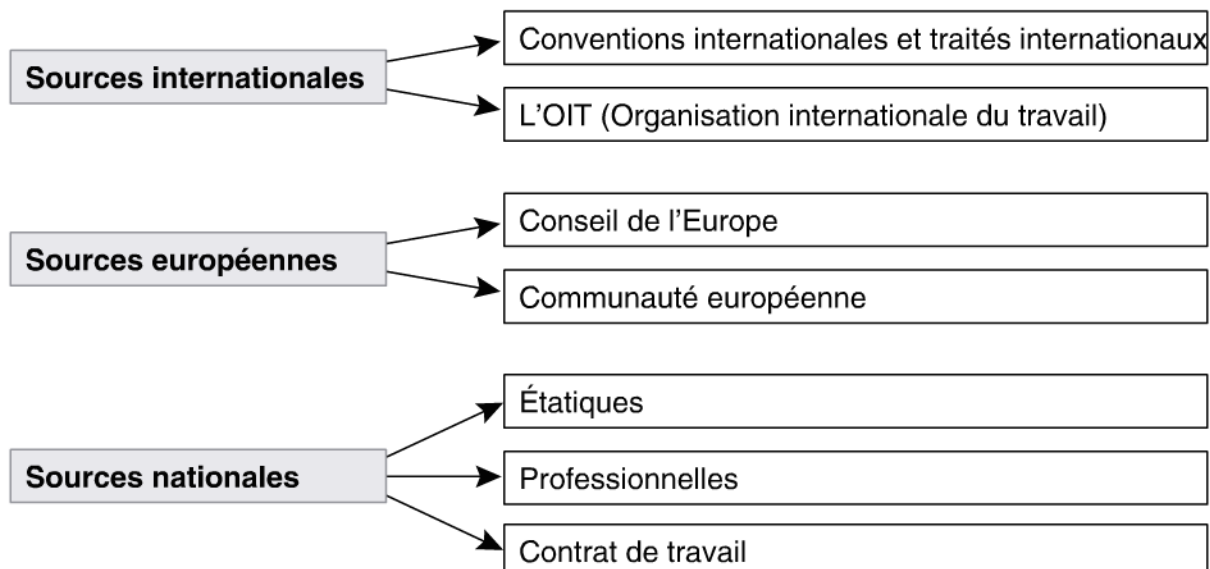 Sources internationales
Conventions internationales et traités internationaux
L'OIT (Organisation internationale du travail)
Sources européennes
Conseil de l'Europe
Communauté européenne
Sources nationales
Étatiques
Professionnelles
Contrat de travail